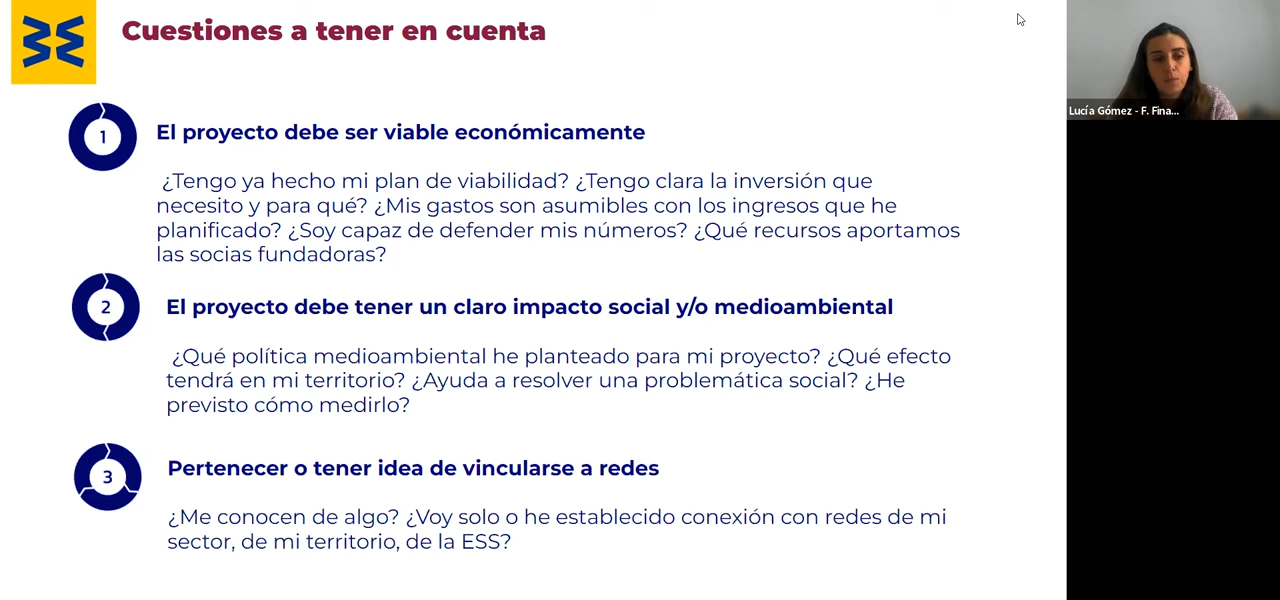 Cuestiones a tener en cuenta
1
El proyecto debe ser viable económicamente
¿Tengo ya hecho mi plan de viabilidad? ¿Tengo clara la inversión que
necesito y para qué? ¿Mis gastos son asumibles con los ingresos que he
planificado? ¿Soy capaz de defender mis números? ¿Qué recursos aportamos
las socias fundadoras?
2
El proyecto debe tener un claro impacto social y/o medioambiental
¿Qué política medioambiental he planteado para mi proyecto? ¿Qué efecto
tendrá en mi territorio? ¿Ayuda a resolver una problemática social? ¿He
previsto cómo medirlo?
3
Pertenecer o tener idea de vincularse a redes
¿Me conocen de algo? ¿Voy solo o he establecido conexión con redes de mi
sector, de mi territorio, de la ESS?
Lucía Gómez - F. Fina...